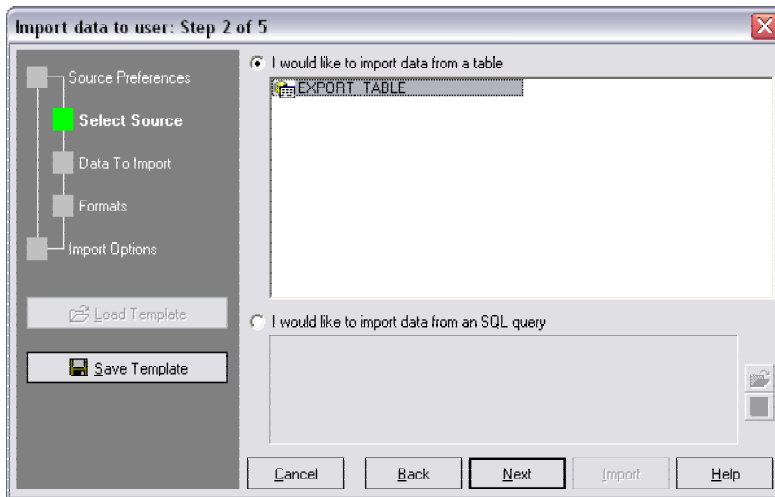 Import data to user: Step 2 of 5
Source Preferences
Select Source
Data To Import
Formats
Import Options
Load Template
Save Template
I would like to import data from a table
EXPORT_TABLE
I would like to import data from an SQL query
Cancel
Back
Next
Import
Help